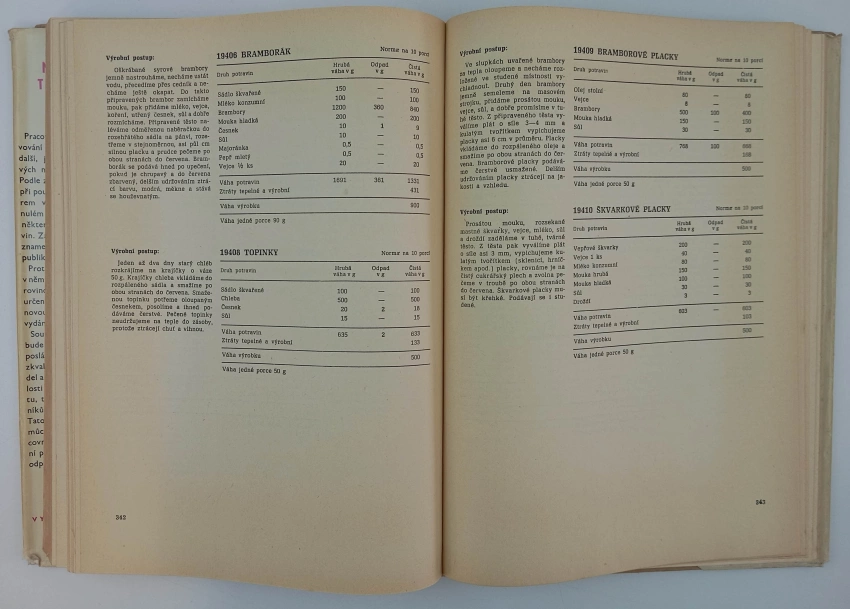 Výrobní postup:
Oškrábané syrové brambory
jemně nastrouháme, necháme ustát
vodu, procedíme přes cedník a ne-
cháme ještě okapat. Do takto
připravených brambor zamícháme
mouku, pak přidáme mléko, vejce,
koření, utřený česnek, sůl a dobře
rozmícháme. Připravené těsto na-
léváme odměřenou naběračkou do
rozehřátého sádla na pánvi, roze-
třeme v stejnoměrnou, asi půl cm
silnou placku a prudce pečeme po
obou stranách do červena. Bram-
borák se podává hned po upečení,
pokud je chrupavý a do červena
zbarvený, delším udržováním ztrá-
cí barvu, modrá, měkne a stává
se houževnatým.
19406 BRAMBORÁK
Norma na 10 porcí
Druh potravin Hrubá váha v g Odpad v g Čistá váha v g
Sádlo škvařené 150 — 150
Mléko konzumní 100 — 100
Brambory 1200 360 840
Mouka hladká 200 — 200
Česnek 10 1 9
Sůl 10 — 10
Majoránka 0,5 — 0,5
Pepř mletý 0,5 — 0,5
Vejce ½ ks 20 — 20
Váha potravin 1691 361 1331
Ztráty tepelné a výrobní 431
Váha výrobku 900
Váha jedné porce 90 g
Výrobní postup:
Jeden až dva dny starý chléb
rozkrájíme na krajíčky o váze
50 g. Krajíčky chleba vkládáme do
rozpáleného sádla a smažíme po
obou stranách do červena. Smaže-
nou topinku potřeme oloupaným
česnekem, posolíme a ihned po-
dáváme čerstvé. Pečené topinky
neudržujeme na teple do zásoby,
protože ztrácejí chuť a vlhnou.
19408 TOPINKY
Norma na 10 porcí
Druh potravin Hrubá váha v g Odpad v g Čistá váha v g
Sádlo škvařené 100 — 100
Chleba 500 — 500
Česnek 20 2 18
Sůl 15 — 15
Váha potravin 635 2 633
Ztráty tepelné a výrobní 133
Váha výrobku 500
Váha jedné porce 50 g
342
Výrobní postup:
Ve slupkách uvařené brambory
za tepla oloupeme a necháme roz-
ložené ve studené místnosti vy-
chladnout. Druhý den brambory
jemně semeleme na masovém
strojku, přidáme prosátou mouku,
vejce, sůl, a dobře promísíme v tu-
hé těsto. Z připraveného těsta vy-
válíme plát o síle 3—4 mm a
kulatým tvořítkem vypichujeme
placky asi 6 cm v průměru. Placky
vkládáme do rozpáleného oleje a
smažíme po obou stranách do čer-
vena. Bramborové placky podává-
me čerstvě usmažené. Delším
udržováním placky ztrácejí na ja-
kosti a vzhledu.
19409 BRAMBOROVÉ PLACKY
Norma na 10 porcí
Druh potravin Hrubá váha v g Odpad v g Čistá váha v g
Olej stolní 80 — 80
Vejce 8 — 8
Brambory 500 100 400
Mouka hladká 150 — 150
Sůl 30 — 30
Váha potravin 768 100 668
Ztráty tepelné a výrobní
Váha výrobku 500
Váha jedné porce 50 g
Výrobní postup:
Prosátou mouku, rozsekané
mastné škvarky, vejce, mléko, sůl
a droždí zaděláme v tuhé, tvárné
těsto. Z těsta pak vyválíme plát
o síle asi 3 mm, vypichujeme ku-
latým tvořítkem (sklenicí, hrníč-
kem apod.) placky, rovnáme je na
čistý cukrářský plech a zvolna pe-
čeme v troubě po obou stranách
do červena. Škvarkové placky mu-
sí být křehké. Podávají se i stu-
dené.
19410 ŠKVARKOVÉ PLACKY
Norma na 10 porcí
Druh potravin Hrubá váha v g Odpad v g Čistá váha v g
Vepřové škvarky 200 — 200
Vejce 1 ks 40 — 40
Mléko konzumní 80 — 80
Mouka hrubá 150 — 150
Mouka hladká 100 — 100
Sůl 30 — 30
Droždí 3 — 3
Váha potravin 603 — 603
Ztráty tepelné a výrobní 103
Váha výrobku 500
Váha jedné porce 50 g
343